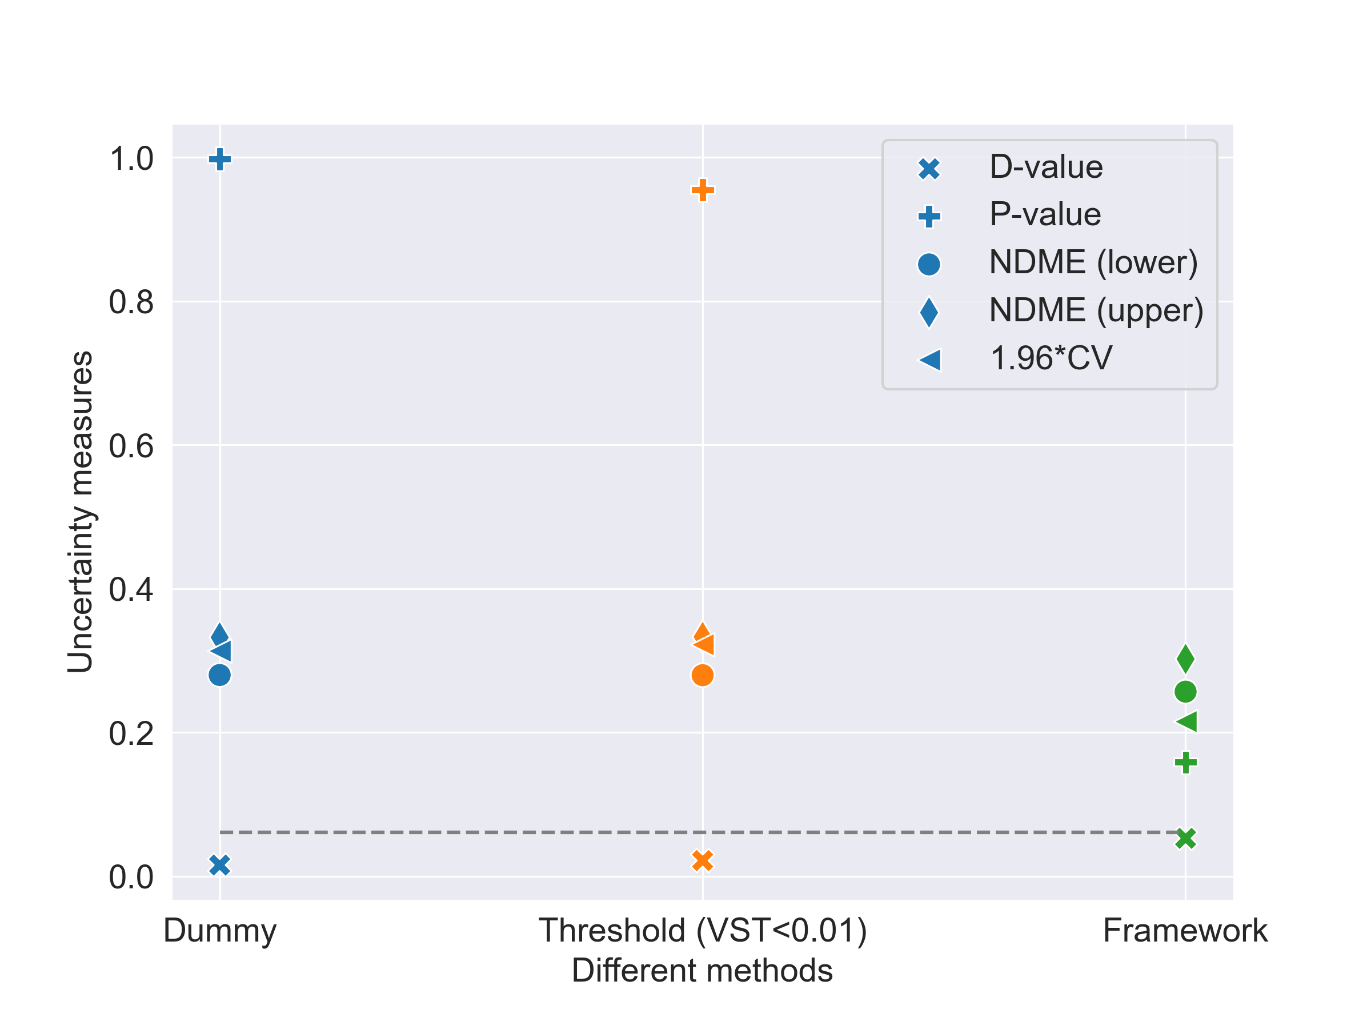 1.0
0.8
0.6
0.4
0.2
0.0
Uncertainty measures
D-value
P-value
NDME (lower)
NDME (upper)
1.96*CV
Dummy
Threshold (VST<0.01)
Framework
Different methods